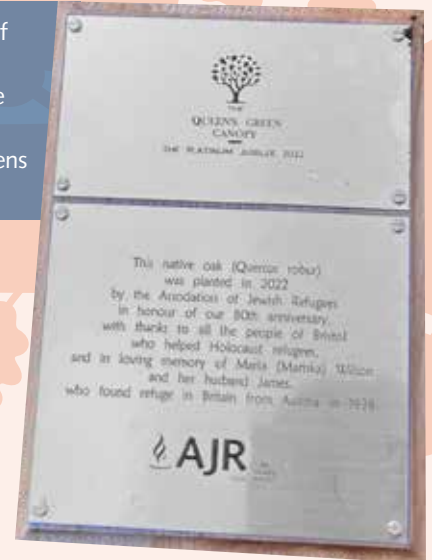 f
e
ens
THE
QUEEN'S GREEN
CANOPY
THE PLATINUM JUBILEE 2022
This native oak (Quercus robur)
was planted in 2022
by the Association of Jewish Refugees
in honour of our 80th anniversary,
with thanks to all the people of Bristol
who helped Holocaust refugees,
and in loving memory of Maria (Marika) Wilson
and her husband James,
who found refuge in Britain from Austria in
AJR